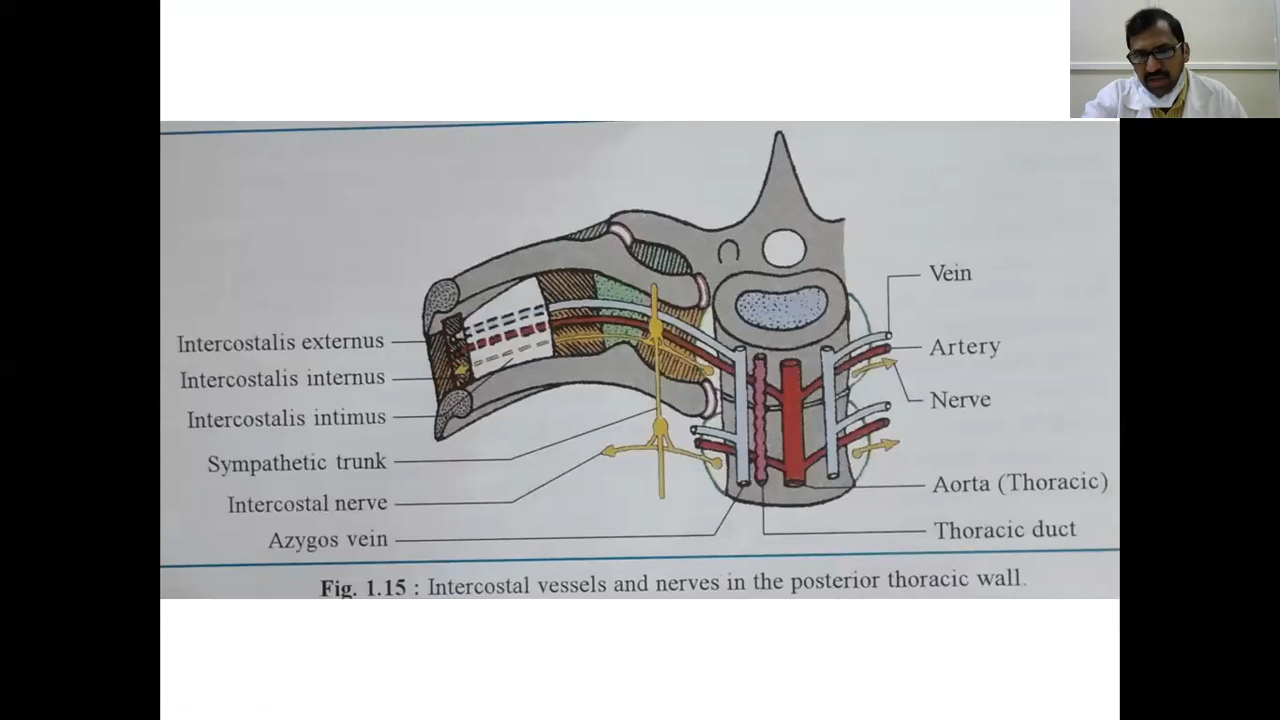 Intercostalis externus
Intercostalis internus
Intercostalis intimus
Sympathetic trunk
Intercostal nerve
Azygos vein
Vein
Artery
Nerve
Aorta (Thoracic)
Thoracic duct
Fig. 1.15 : Intercostal vessels and nerves in the posterior thoracic wall.